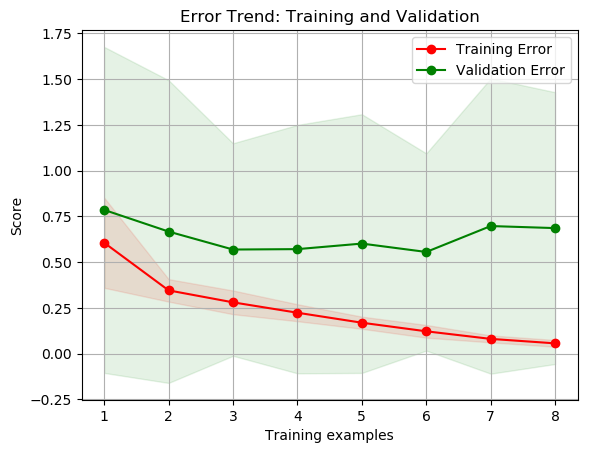 Error Trend: Training and Validation
1.75
1.50
1.25
1.00
0.75
0.50
0.25
0.00
−0.25
Score
Training Error
Validation Error
1 2 3 4 5 6 7 8
Training examples